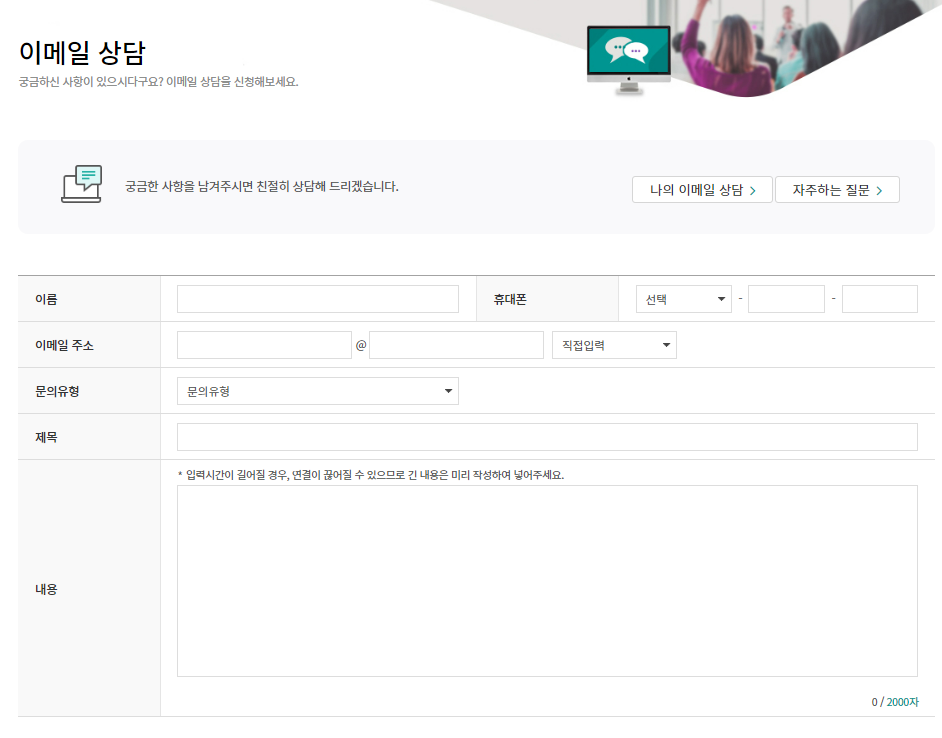 이메일 상담
궁금하신 사항이 있으시다구요? 이메일 상담을 신청해보세요.
궁금한 사항을 남겨주시면 친절히 상담해 드리겠습니다.
나의 이메일 상담 >
자주하는 질문 >
이름
휴대폰
선택
-
-
이메일 주소
@
직접입력
문의유형
문의유형
제목
* 입력시간이 길어질 경우, 연결이 끊어질 수 있으므로 긴 내용은 미리 작성하여 넣어주세요.
내용
0 / 2000자